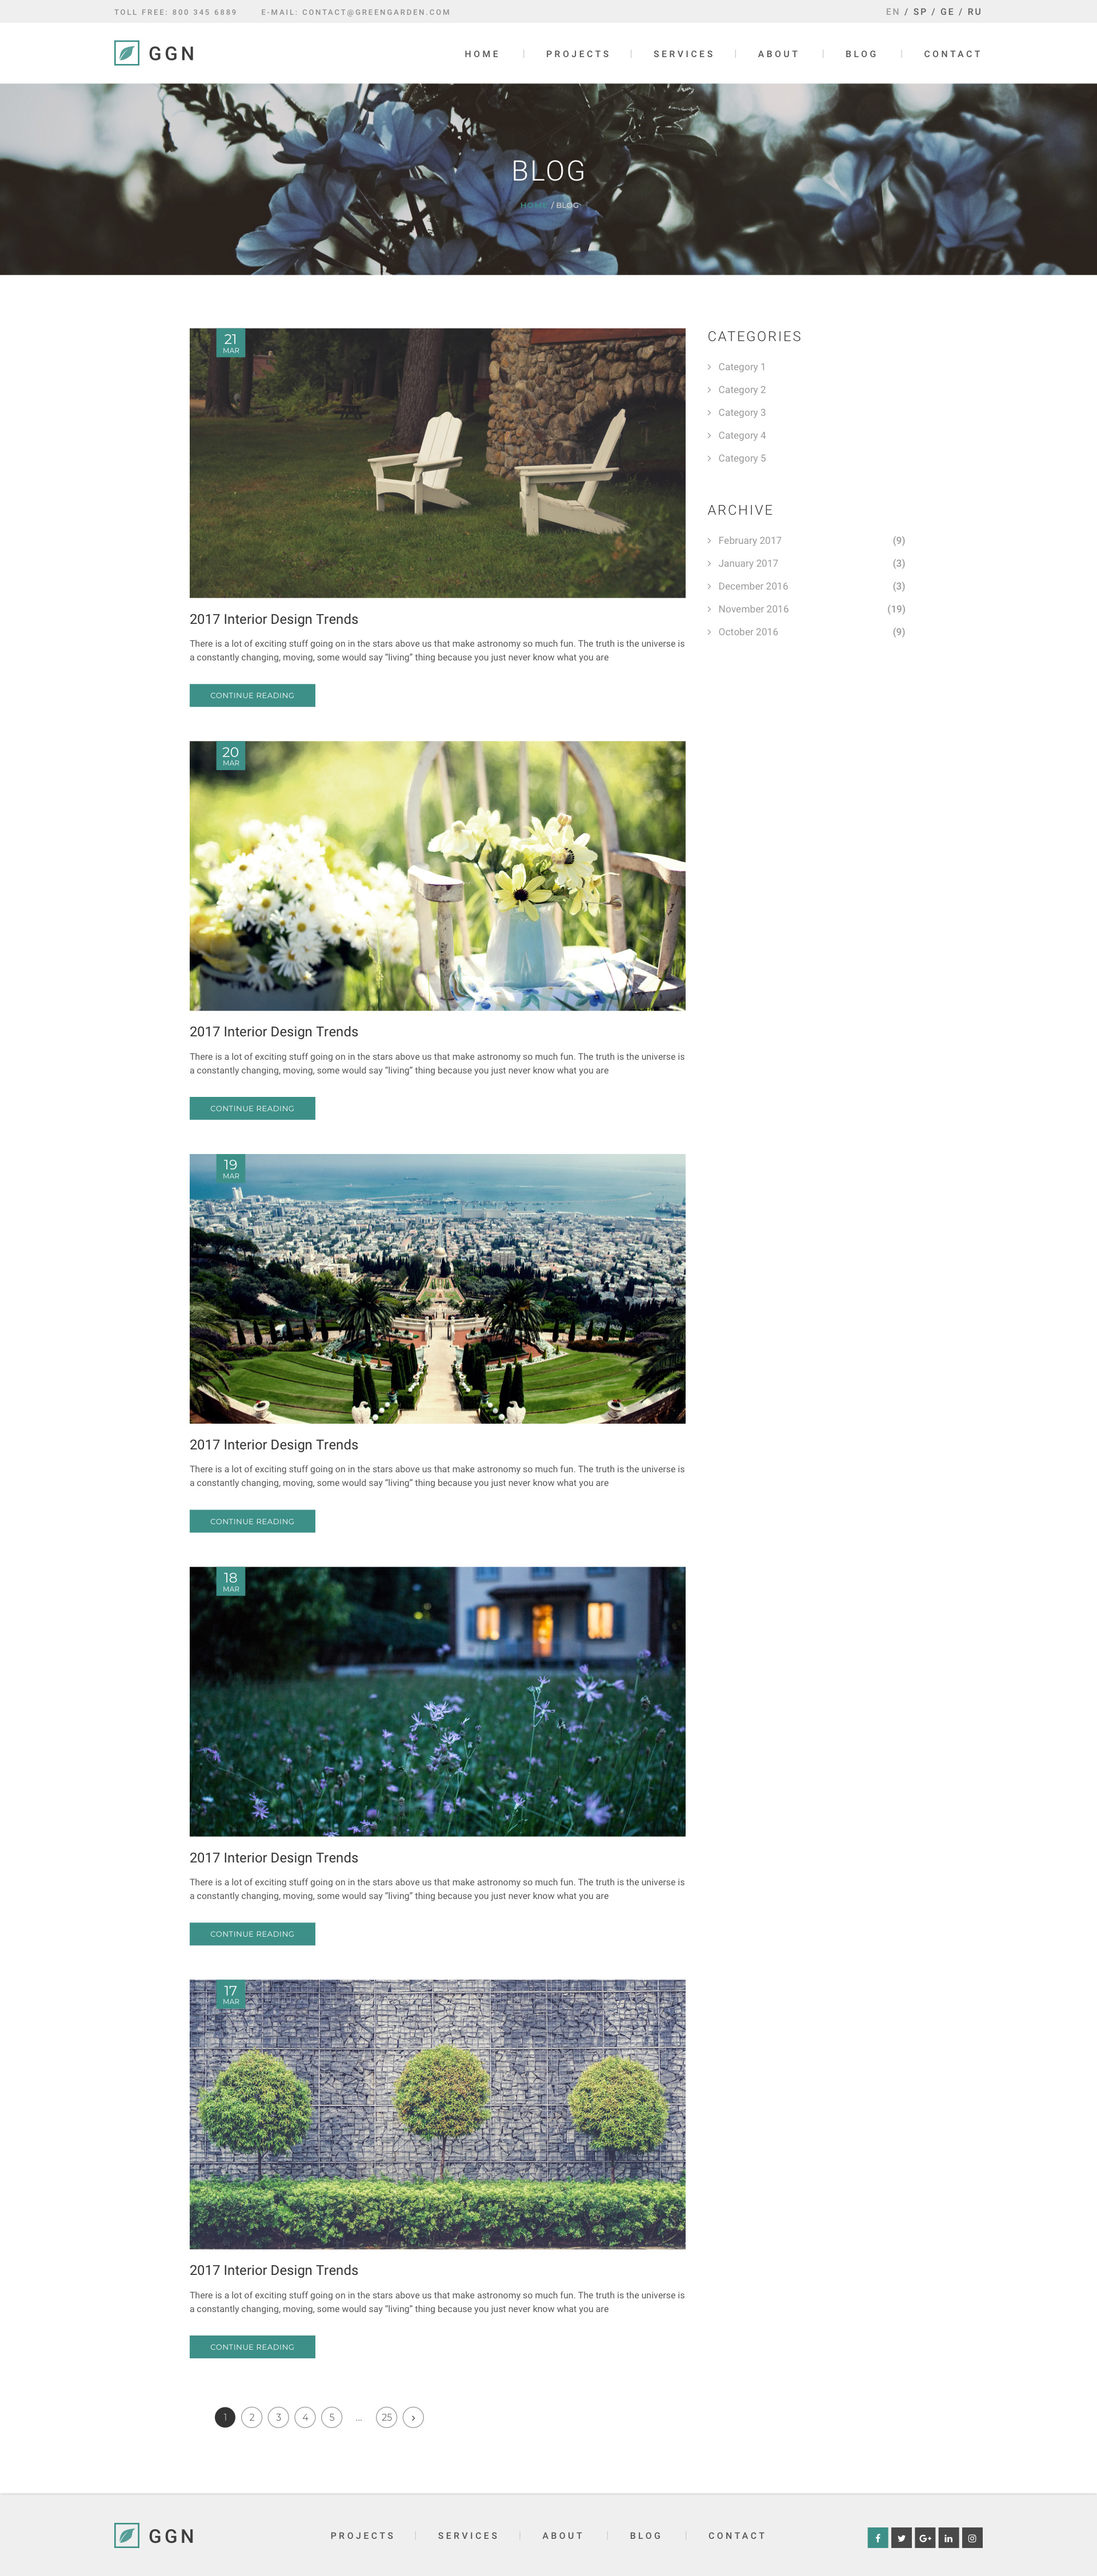 TOLL FREE: 800 345 6889 E-MAIL: CONTACT@GREENGARDEN.COM EN / SP / GE / RU
GGN HOME PROJECTS SERVICES ABOUT BLOG CONTACT
BLOG
HOME / BLOG
21
MAR
2017 Interior Design Trends
There is a lot of exciting stuff going on in the stars above us that make astronomy so much fun. The truth is the universe is
a constantly changing, moving, some would say “living” thing because you just never know what you are
CONTINUE READING
20
MAR
2017 Interior Design Trends
There is a lot of exciting stuff going on in the stars above us that make astronomy so much fun. The truth is the universe is
a constantly changing, moving, some would say “living” thing because you just never know what you are
CONTINUE READING
19
MAR
2017 Interior Design Trends
There is a lot of exciting stuff going on in the stars above us that make astronomy so much fun. The truth is the universe is
a constantly changing, moving, some would say “living” thing because you just never know what you are
CONTINUE READING
18
MAR
2017 Interior Design Trends
There is a lot of exciting stuff going on in the stars above us that make astronomy so much fun. The truth is the universe is
a constantly changing, moving, some would say “living” thing because you just never know what you are
CONTINUE READING
17
MAR
2017 Interior Design Trends
There is a lot of exciting stuff going on in the stars above us that make astronomy so much fun. The truth is the universe is
a constantly changing, moving, some would say “living” thing because you just never know what you are
CONTINUE READING
1 2 3 4 5 ... 25 ›
CATEGORIES
Category 1
Category 2
Category 3
Category 4
Category 5
ARCHIVE
February 2017 (9)
January 2017 (3)
December 2016 (3)
November 2016 (19)
October 2016 (9)
GGN PROJECTS SERVICES ABOUT BLOG CONTACT